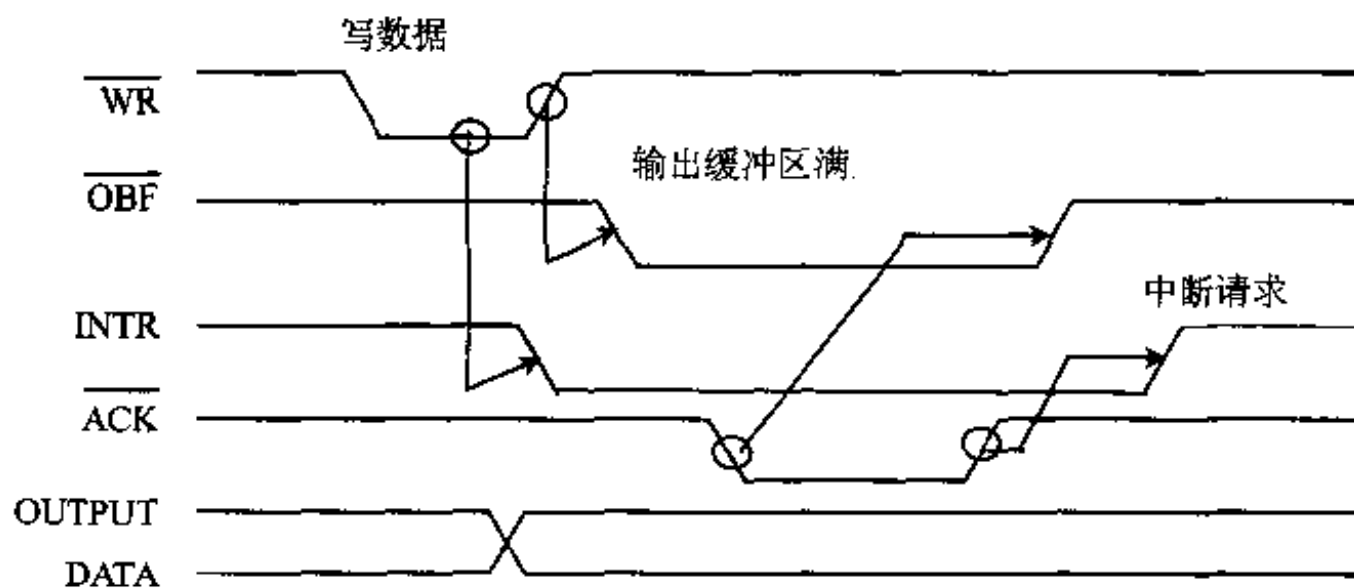 写数据
WR
输出缓冲区满
OBF
中断请求
INTR
ACK
OUTPUT
DATA